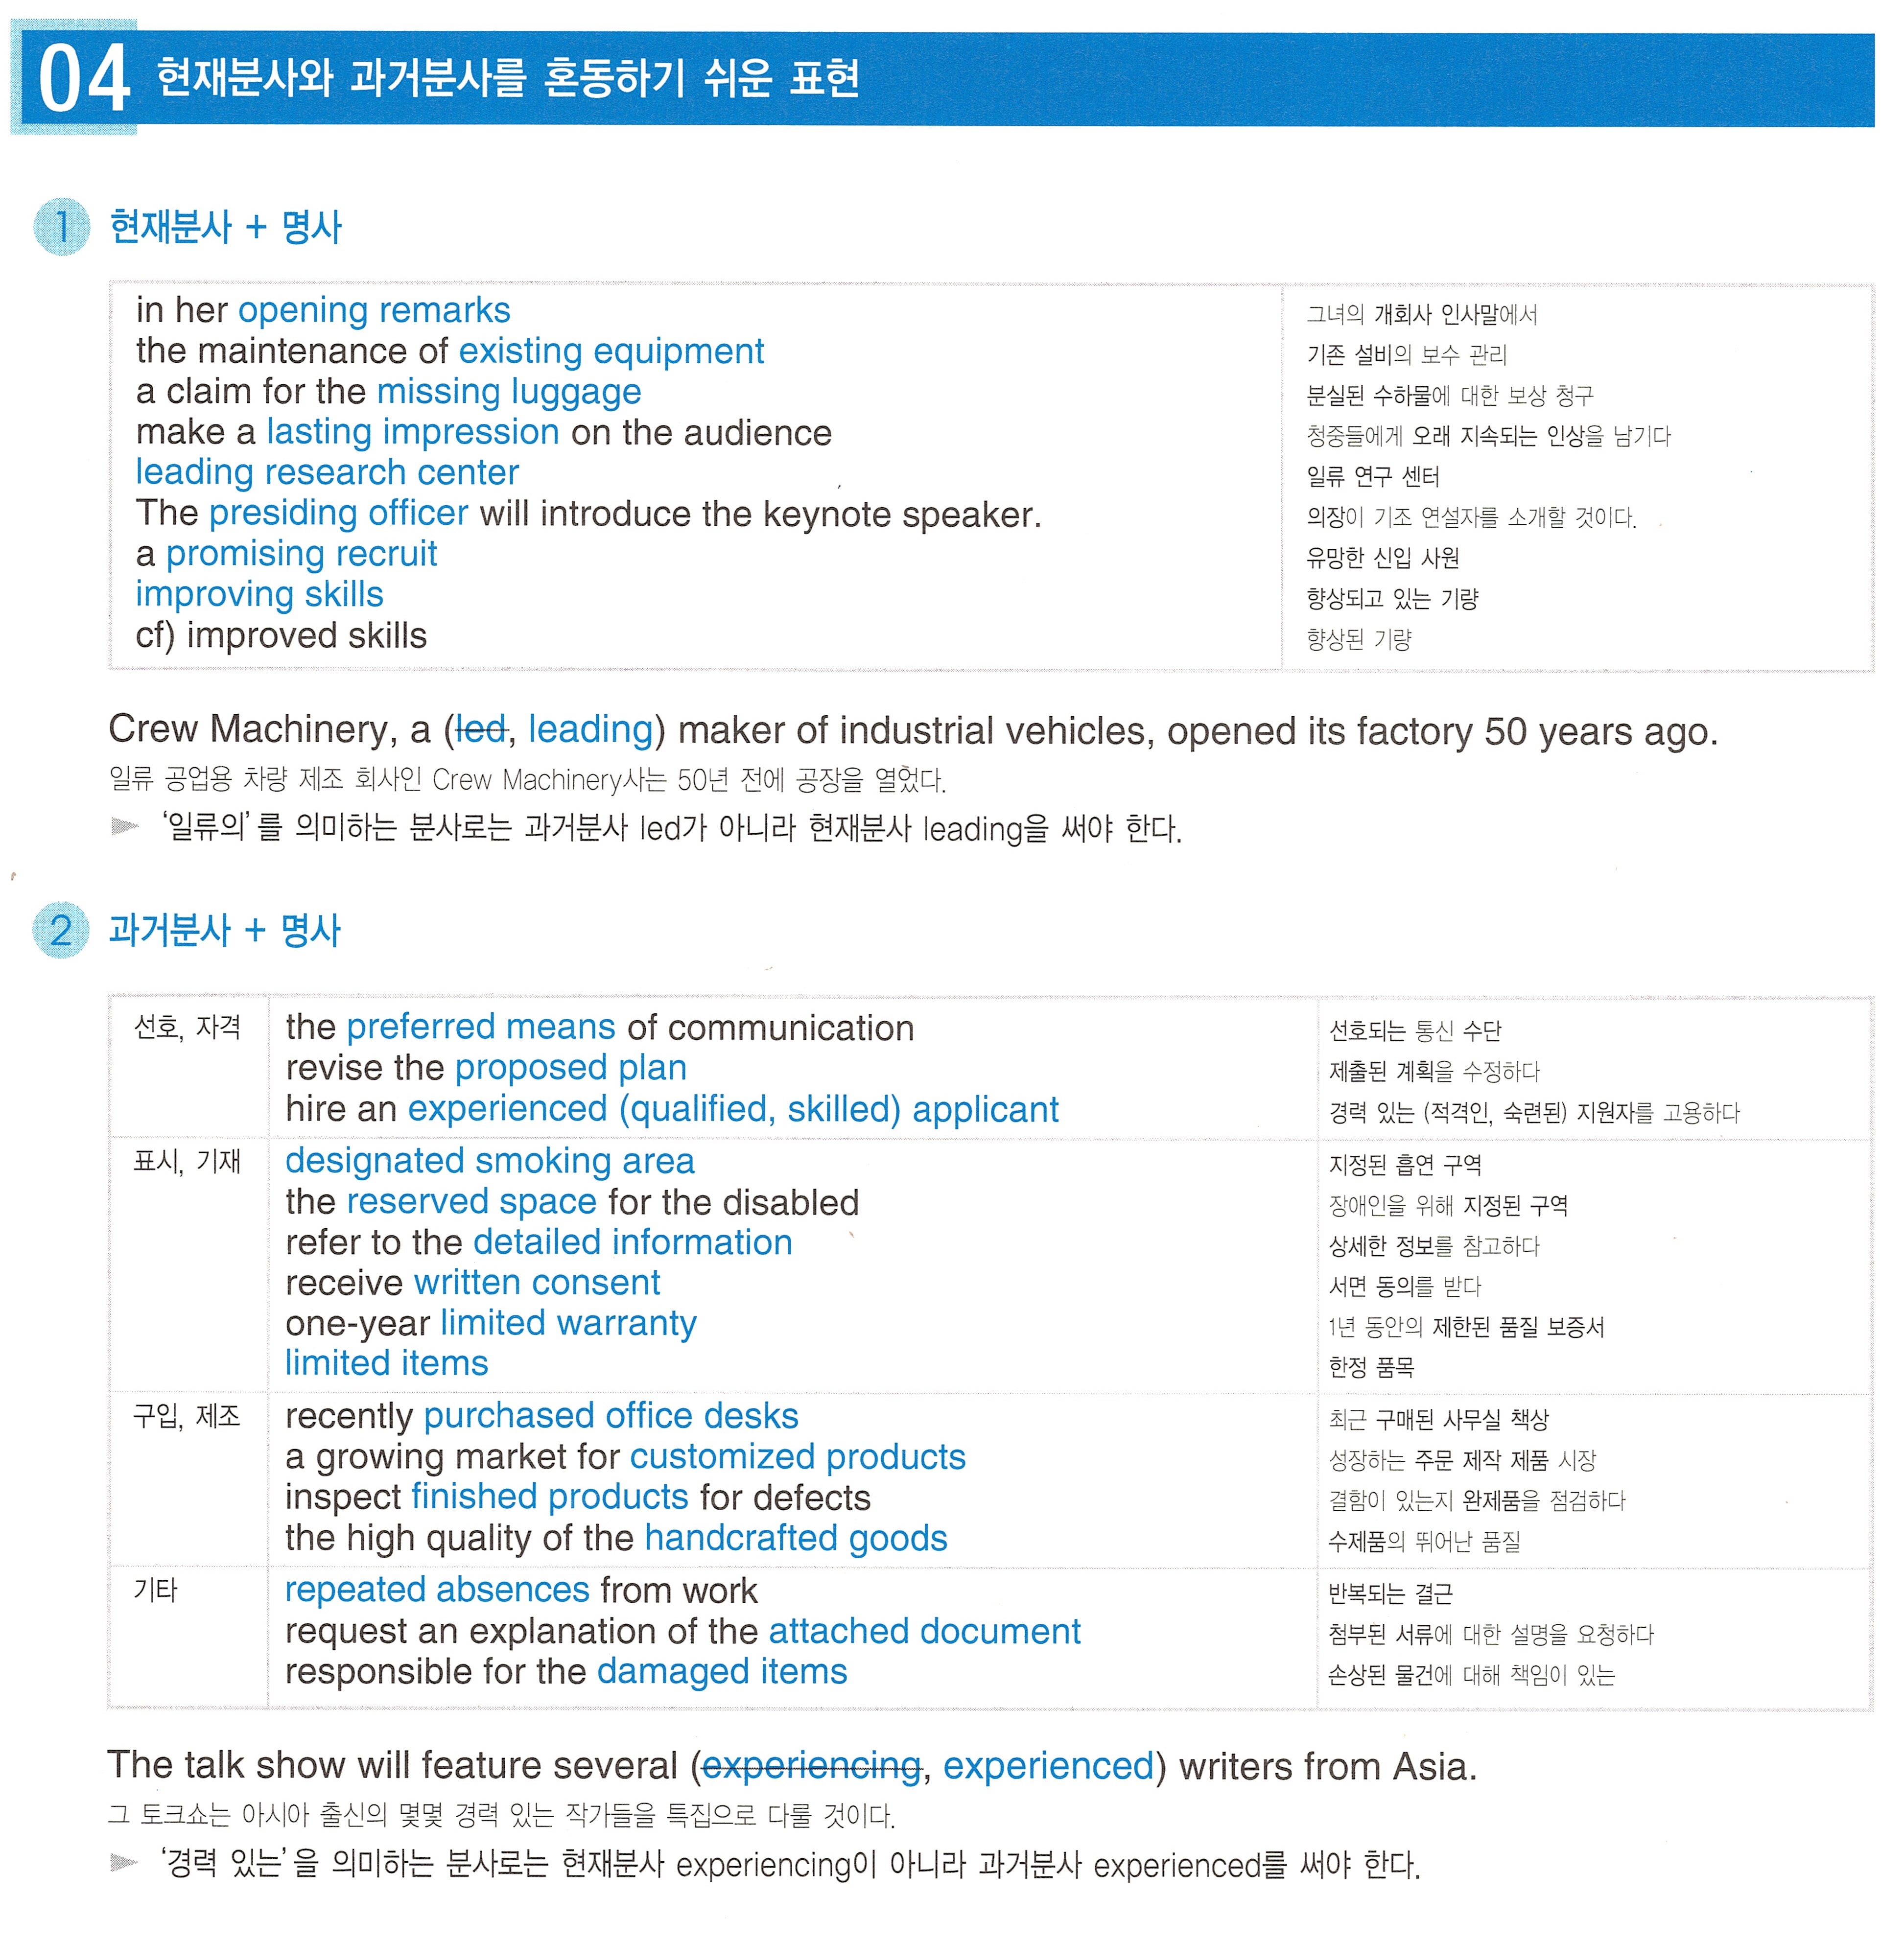 04 현재분사와 과거분사를 혼동하기 쉬운 표현
1 현재분사 + 명사
in her opening remarks 그녀의 개회사 인사말에서
the maintenance of existing equipment 기존 설비의 보수 관리
a claim for the missing luggage 분실된 수하물에 대한 보상 청구
make a lasting impression on the audience 청중들에게 오래 지속되는 인상을 남기다
leading research center 일류 연구 센터
The presiding officer will introduce the keynote speaker. 의장이 기조 연설자를 소개할 것이다.
a promising recruit 유망한 신입 사원
improving skills 향상되고 있는 기량
cf) improved skills 향상된 기량
Crew Machinery, a (led, leading) maker of industrial vehicles, opened its factory 50 years ago.
일류 공업용 차량 제조 회사인 Crew Machinery사는 50년 전에 공장을 열었다.
▶ ‘일류의’를 의미하는 분사로는 과거분사 led가 아니라 현재분사 leading을 써야 한다.
2 과거분사 + 명사
선호, 자격 the preferred means of communication 선호되는 통신 수단
revise the proposed plan 제출된 계획을 수정하다
hire an experienced (qualified, skilled) applicant 경력 있는 (적격인, 숙련된) 지원자를 고용하다
표시, 기재 designated smoking area 지정된 흡연 구역
the reserved space for the disabled 장애인을 위해 지정된 구역
refer to the detailed information 상세한 정보를 참고하다
receive written consent 서면 동의를 받다
one-year limited warranty 1년 동안의 제한된 품질 보증서
limited items 한정 품목
구입, 제조 recently purchased office desks 최근 구매된 사무실 책상
a growing market for customized products 성장하는 주문 제작 제품 시장
inspect finished products for defects 결함이 있는지 완제품을 점검하다
the high quality of the handcrafted goods 수제품의 뛰어난 품질
기타 repeated absences from work 반복되는 결근
request an explanation of the attached document 첨부된 서류에 대한 설명을 요청하다
responsible for the damaged items 손상된 물건에 대해 책임이 있는
The talk show will feature several (experiencing, experienced) writers from Asia.
그 토크쇼는 아시아 출신의 몇몇 경력 있는 작가들을 특집으로 다룰 것이다.
▶ ‘경력 있는’을 의미하는 분사로는 현재분사 experiencing이 아니라 과거분사 experienced를 써야 한다.